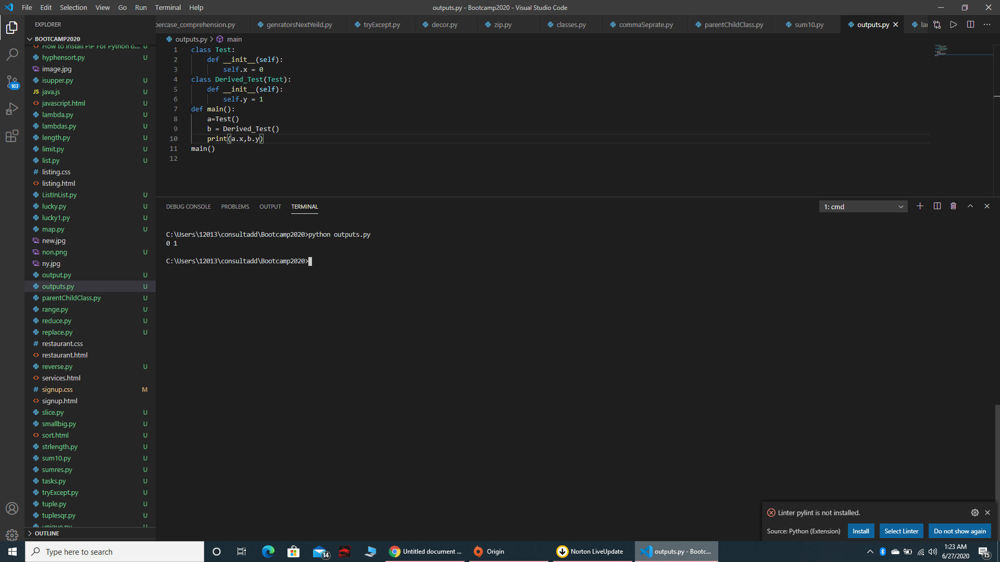 File Edit Selection View Go Run Terminal Help
outputs.py - Bootcamp2020 - Visual Studio Code
EXPLORER
percase_comprehension.py genratorsNextYeild.py tryExcept.py decor.py zip.py classes.py commaSeprate.py parentChildClass.py sum10.py outputs.py
BOOTCAMP2020
How to Install PIP For Python o... U
hyphensort.py U
image.jpg
isupper.py U
103
JS java.js U
javascript.html U
lambda.py U
lambdas.py U
length.py U
limit.py U
list.py U
# listing.css
listing.html
ListInList.py U
lucky.py U
lucky1.py U
map.py U
new.jpg
non.png U
ny.jpg
output.py U
outputs.py U
parentChildClass.py U
range.py U
reduce.py U
replace.py U
# restaurant.css
restaurant.html
reverse.py U
services.html
# signup.css M
signup.html
slice.py U
smallbig.py U
sort.html U
strlength.py U
sum10.py U
sumres.py U
tasks.py U
tryExcept.py U
tuple.py U
tuplesqr.py U
unique.py U
OUTLINE
outputs.py > main
1 class Test:
2 def __init__(self):
3 self.x = 0
4 class Derived_Test(Test):
5 def __init__(self):
6 self.y = 1
7 def main():
8 a=Test()
9 b = Derived_Test()
10 print(a.x,b.y)
11 main()
12
DEBUG CONSOLE PROBLEMS OUTPUT TERMINAL
1: cmd
C:\Users\12013\consultadd\Bootcamp2020>python outputs.py
0 1
C:\Users\12013\consultadd\Bootcamp2020>
Linter pylint is not installed.
Source: Python (Extension) Install Select Linter Do not show again
Type here to search
14
Untitled document ...
Origin
Norton LiveUpdate
outputs.py - Bootc...
1:23 AM
6/27/2020
15